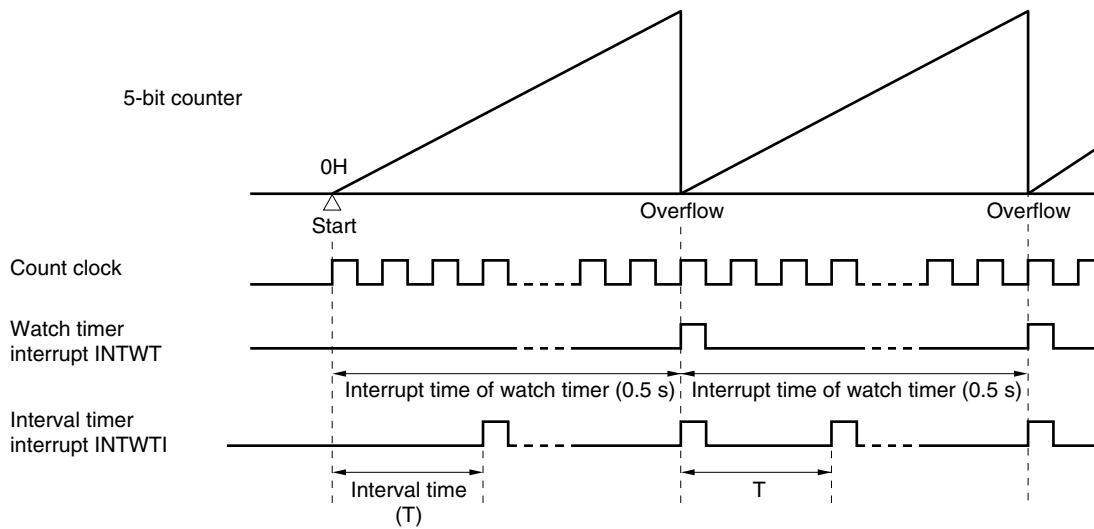 5-bit counter
0H
Start
Overflow
Overflow
Count clock
Watch timer
interrupt INTWT
Interrupt time of watch timer (0.5 s)
Interrupt time of watch timer (0.5 s)
Interval timer
interrupt INTWTI
Interval time
(T)
T